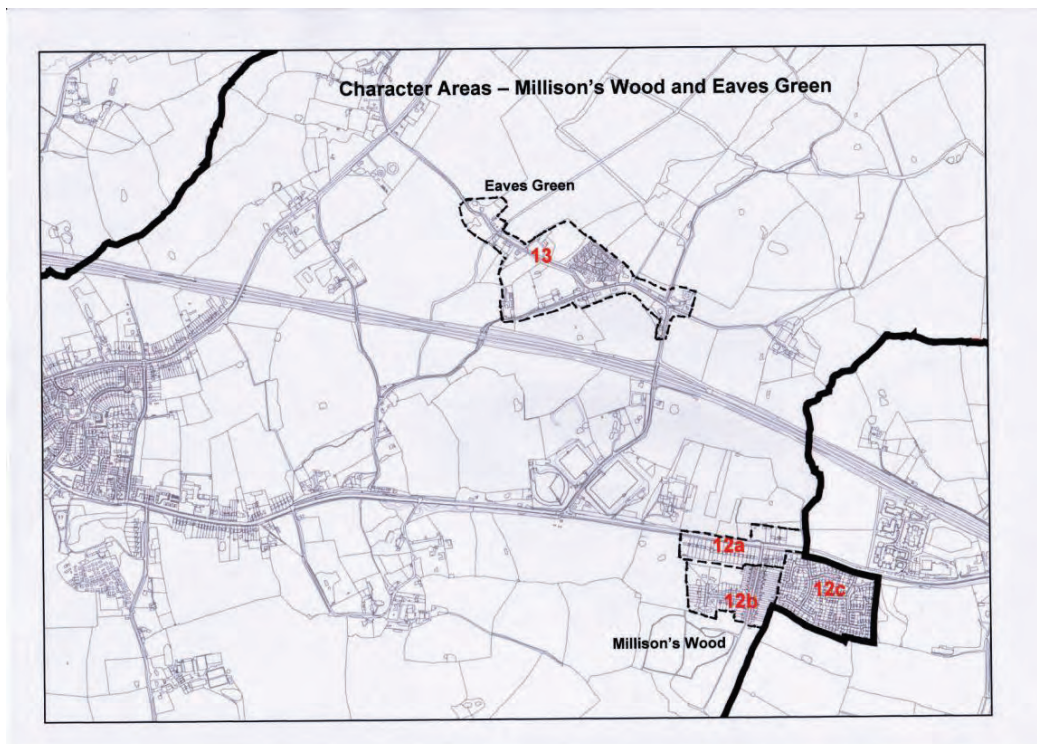 Character Areas – Millison's Wood and Eaves Green
Eaves Green
13
12a
12b
12c
Millison's Wood